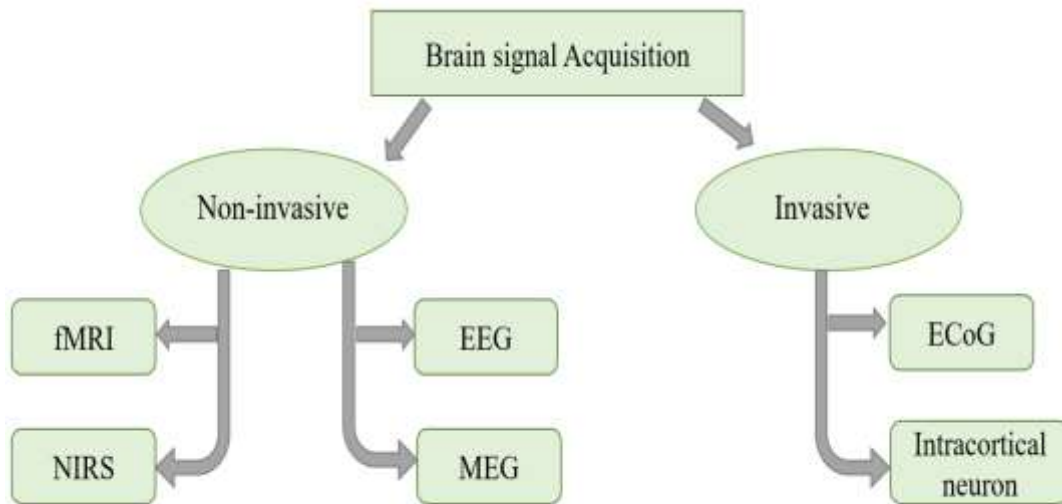 Brain signal Acquisition
Non-invasive
Invasive
fMRI
EEG
ECoG
NIRS
MEG
Intracortical
neuron